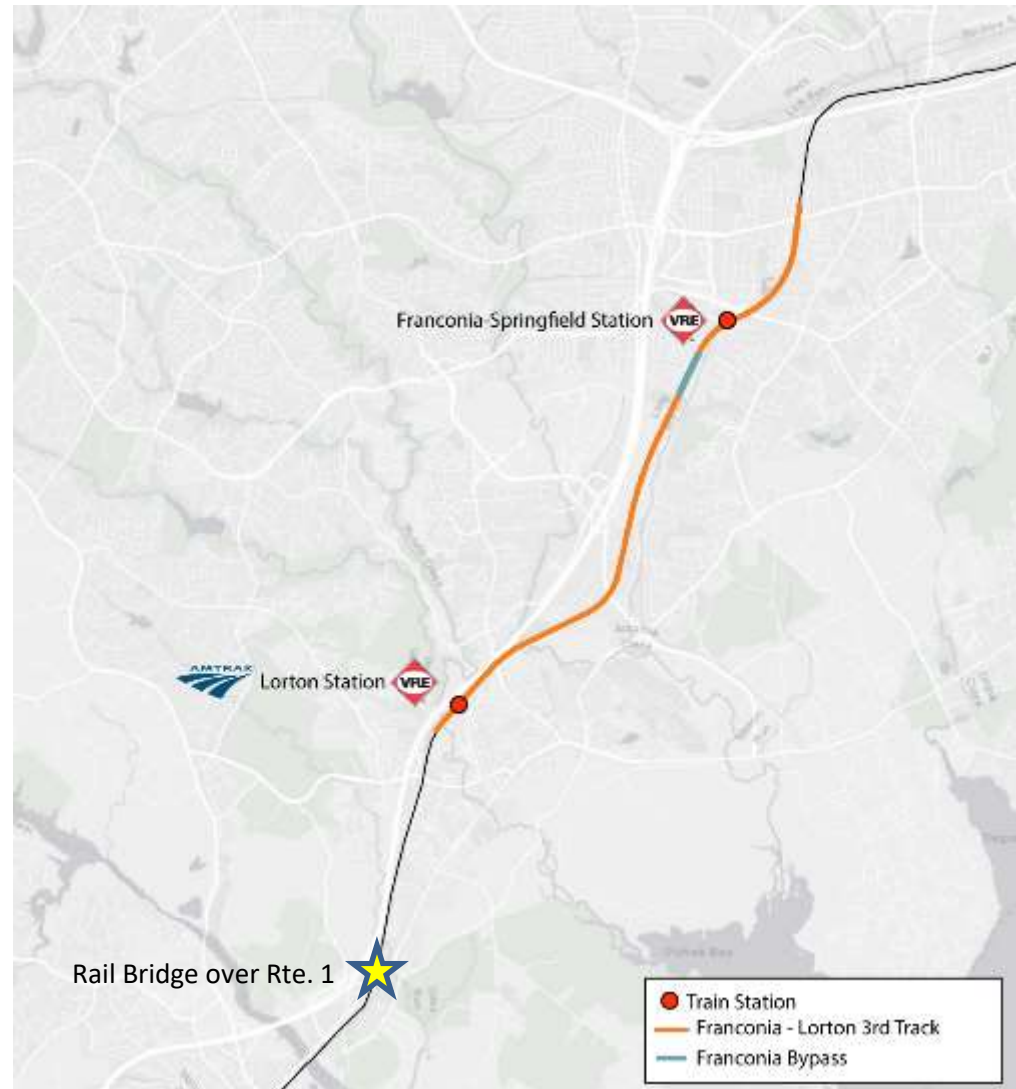 Franconia-Springfield Station
VRE
AMTRAK
Lorton Station
VRE
Rail Bridge over Rte. 1
Train Station
Franconia - Lorton 3rd Track
Franconia Bypass